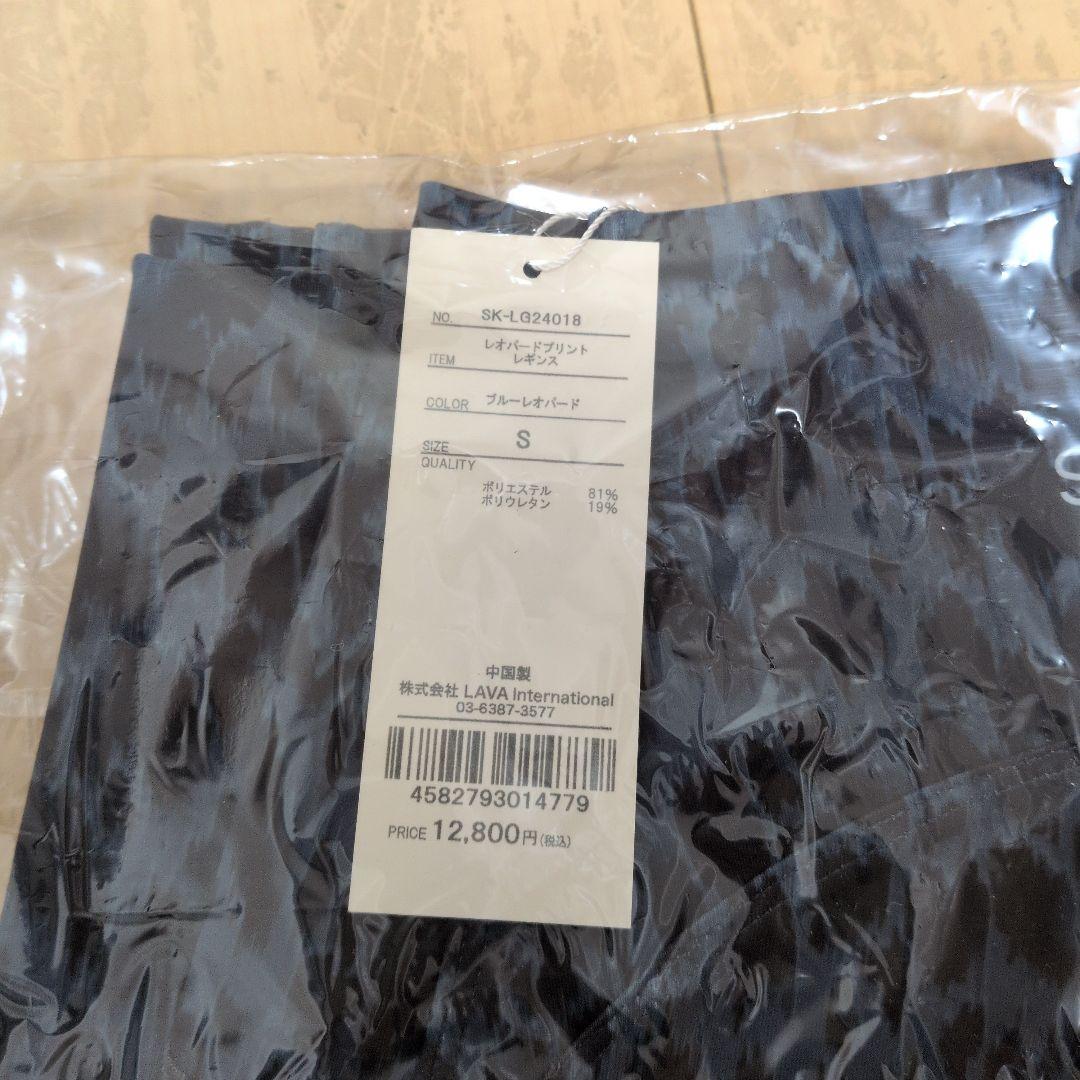 NO. SK-LG24018
ITEM レオパードプリント
レギンス
COLOR ブルーレオパード
SIZE S
QUALITY
ポリエステル 81%
ポリウレタン 19%
中国製
株式会社 LAVA International
03-6387-3577
4582793014779
PRICE 12,800円(税込)
S